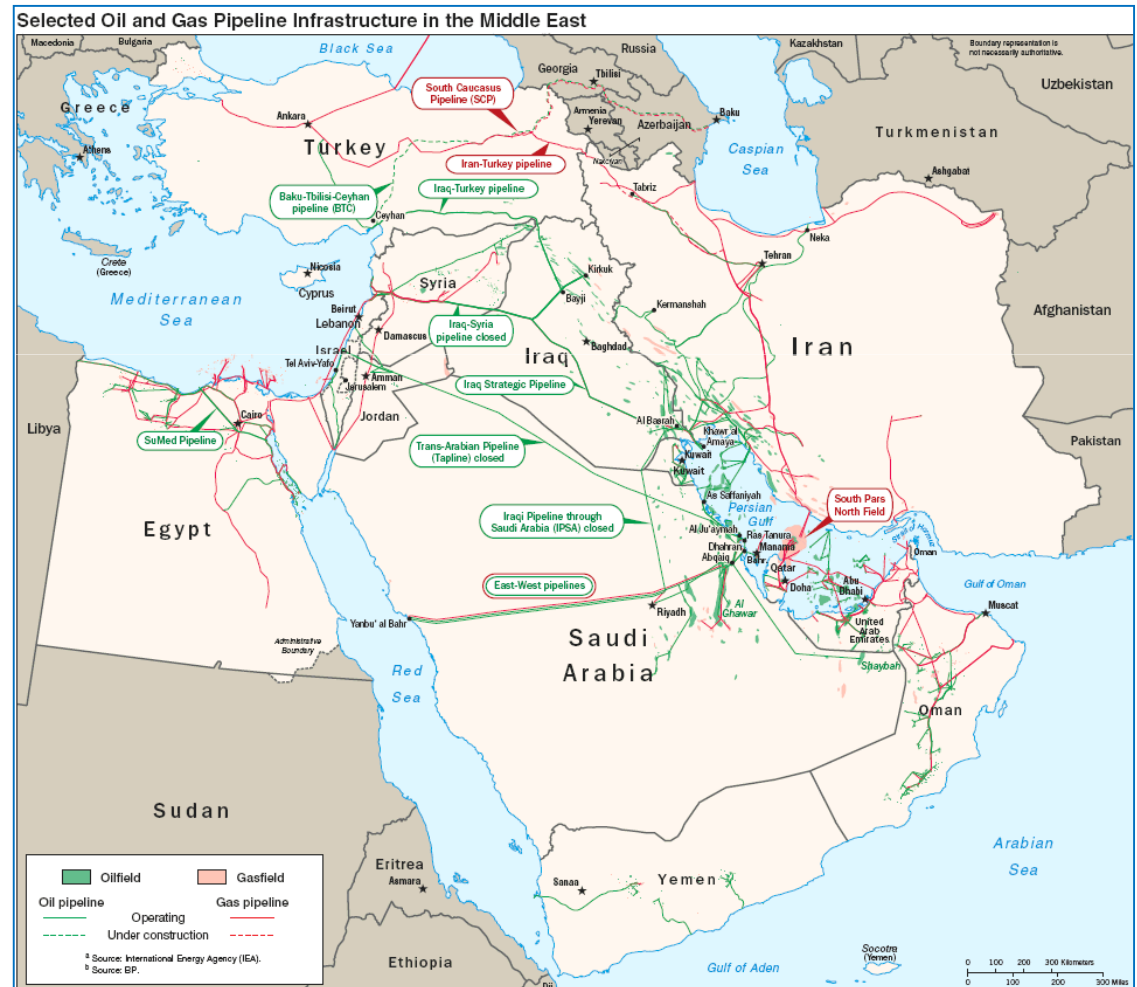 Selected Oil and Gas Pipeline Infrastructure in the Middle East
Macedonia
Bulgaria
Black Sea
Russia
Kazakhstan
Boundary representation is
not necessarily authoritative.
Georgia
Tbilisi
Uzbekistan
South Caucasus
Pipeline (SCP)
Greece
Ankara
Armenia
Yerevan
Azerbaijan
Baku
Turkmenistan
Athens
Turkey
Caspian
Sea
Iran-Turkey pipeline
Ashgabat
Baku-Tbilisi-Ceyhan
pipeline (BTC)
Iraq-Turkey pipeline
Tabriz
Ceyhan
Neka
Crete
(Greece)
Nicosia
Cyprus
Tehran
Syria
Kirkuk
Mediterranean
Sea
Bayji
Kermanshah
Afghanistan
Beirut
Lebanon
Iraq-Syria
pipeline closed
Damascus
Israel
Iraq
Baghdad
Iran
Tel Aviv-Yafo
Amman
Jerusalem
Iraq Strategic Pipeline
Jordan
Cairo
Libya
SuMed Pipeline
Al Basrah
Khawr al
Amaya
Pakistan
Trans-Arabian Pipeline
(Tapline) closed
Kuwait
Kuwait
As Saffaniyah
Persian
Gulf
South Pars
North Field
Egypt
Iraqi Pipeline through
Saudi Arabia (IPSA) closed
Al Ju'aymah
Ras Tanura
Strait of Hormuz
Oman
Dhahran
Manama
Abqaiq
Bahr.
Qatar
Doha
Abu
Dhabi
Gulf of Oman
East-West pipelines
Riyadh
Al
Ghawar
Muscat
Yanbu' al Bahr
United
Arab
Emirates
Saudi
Arabia
Administrative
Boundary
Red
Sea
Shaybah
Oman
Sudan
Arabian
Sea
Eritrea
Asmara
Sanaa
Yemen
Oilfield
Gasfield
Oil pipeline
Gas pipeline
Operating
Under construction
a Source: International Energy Agency (IEA).
b Source: BP.
Ethiopia
Gulf of Aden
Socotra
(Yemen)
0 100 200 300 Kilometers
0 100 200 300 Miles